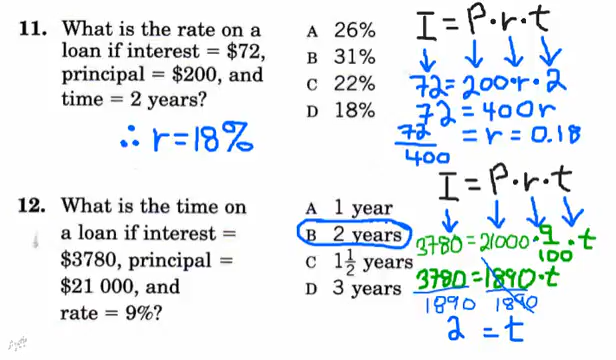 11. What is the rate on a
loan if interest = $72,
principal = $200, and
time = 2 years?
A 26%
B 31%
C 22%
D 18%
∴ r = 18%
I = P·r·t
72 = 200·r·2
72 = 400r
72/400 = r = 0.18
12. What is the time on
a loan if interest =
$3780, principal =
$21 000, and
rate = 9%?
A 1 year
B 2 years
C 1 1/2 years
D 3 years
I = P·r·t
3780 = 21000·9/100·t
3780 = 1890·t
1890 1890
2 = t